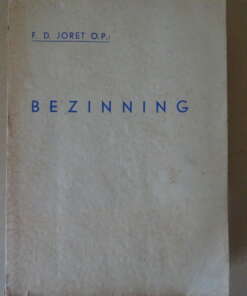 F. D. JORET O.P.:
BEZINNING